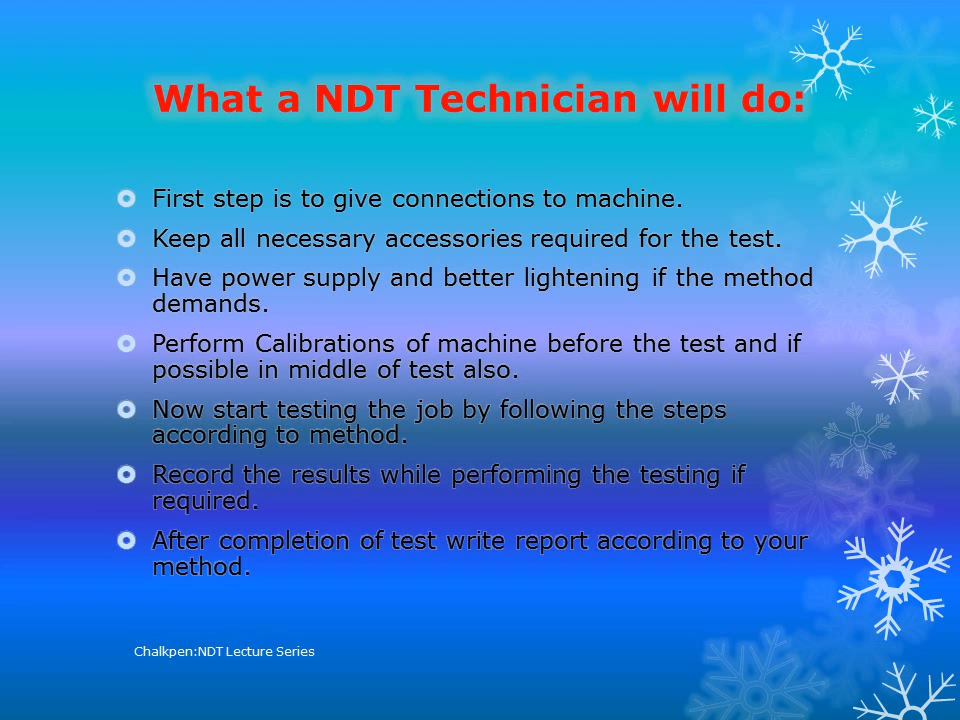 What a NDT Technician will do:
First step is to give connections to machine.
Keep all necessary accessories required for the test.
Have power supply and better lightening if the method
demands.
Perform Calibrations of machine before the test and if
possible in middle of test also.
Now start testing the job by following the steps
according to method.
Record the results while performing the testing if
required.
After completion of test write report according to your
method.
Chalkpen:NDT Lecture Series